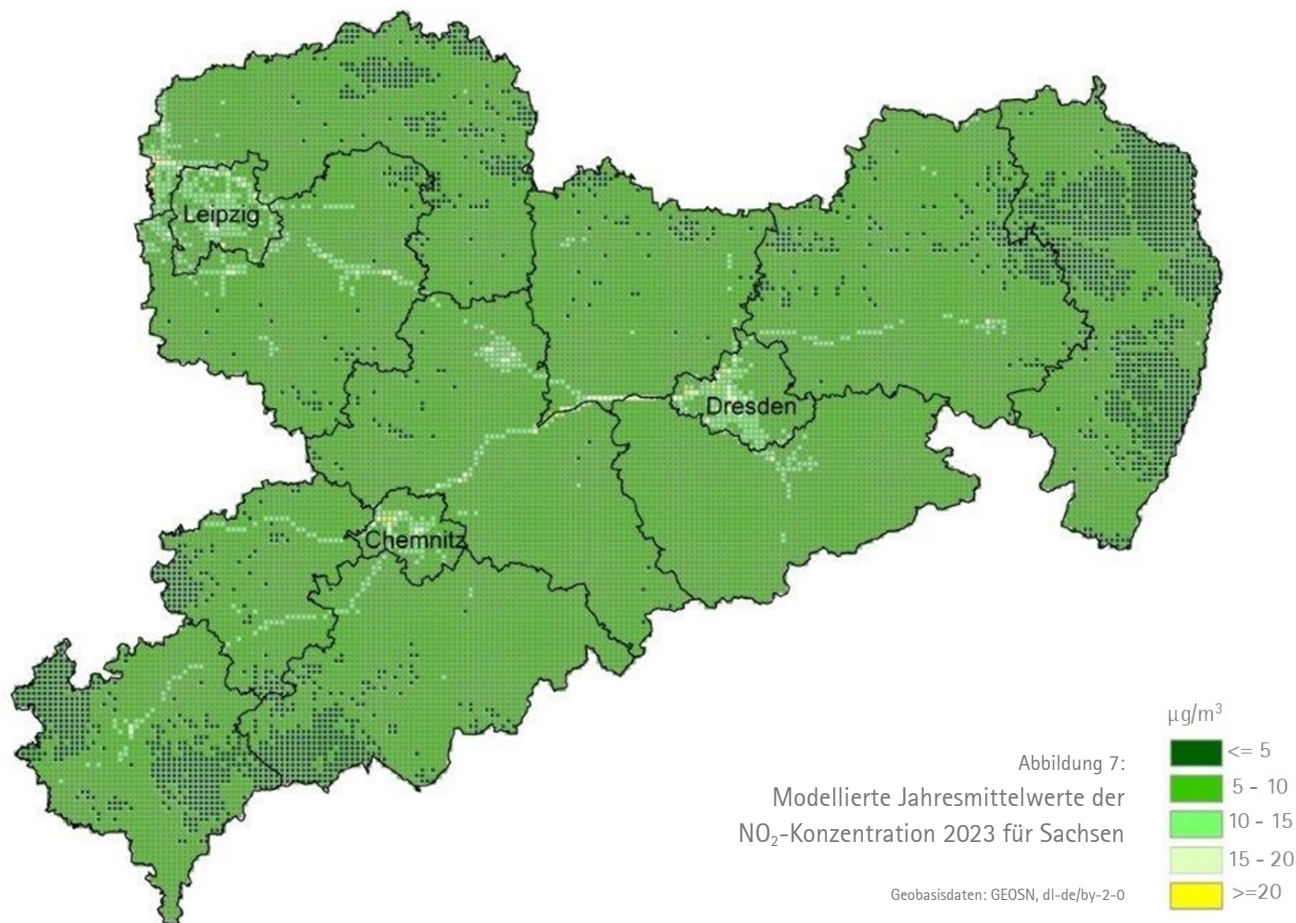 Leipzig
Dresden
Chemnitz
µg/m³
<= 5
5 - 10
10 - 15
15 - 20
>=20
Abbildung 7:
Modellierte Jahresmittelwerte der
NO₂-Konzentration 2023 für Sachsen
Geobasisdaten: GEOSN, dl-de/by-2-0